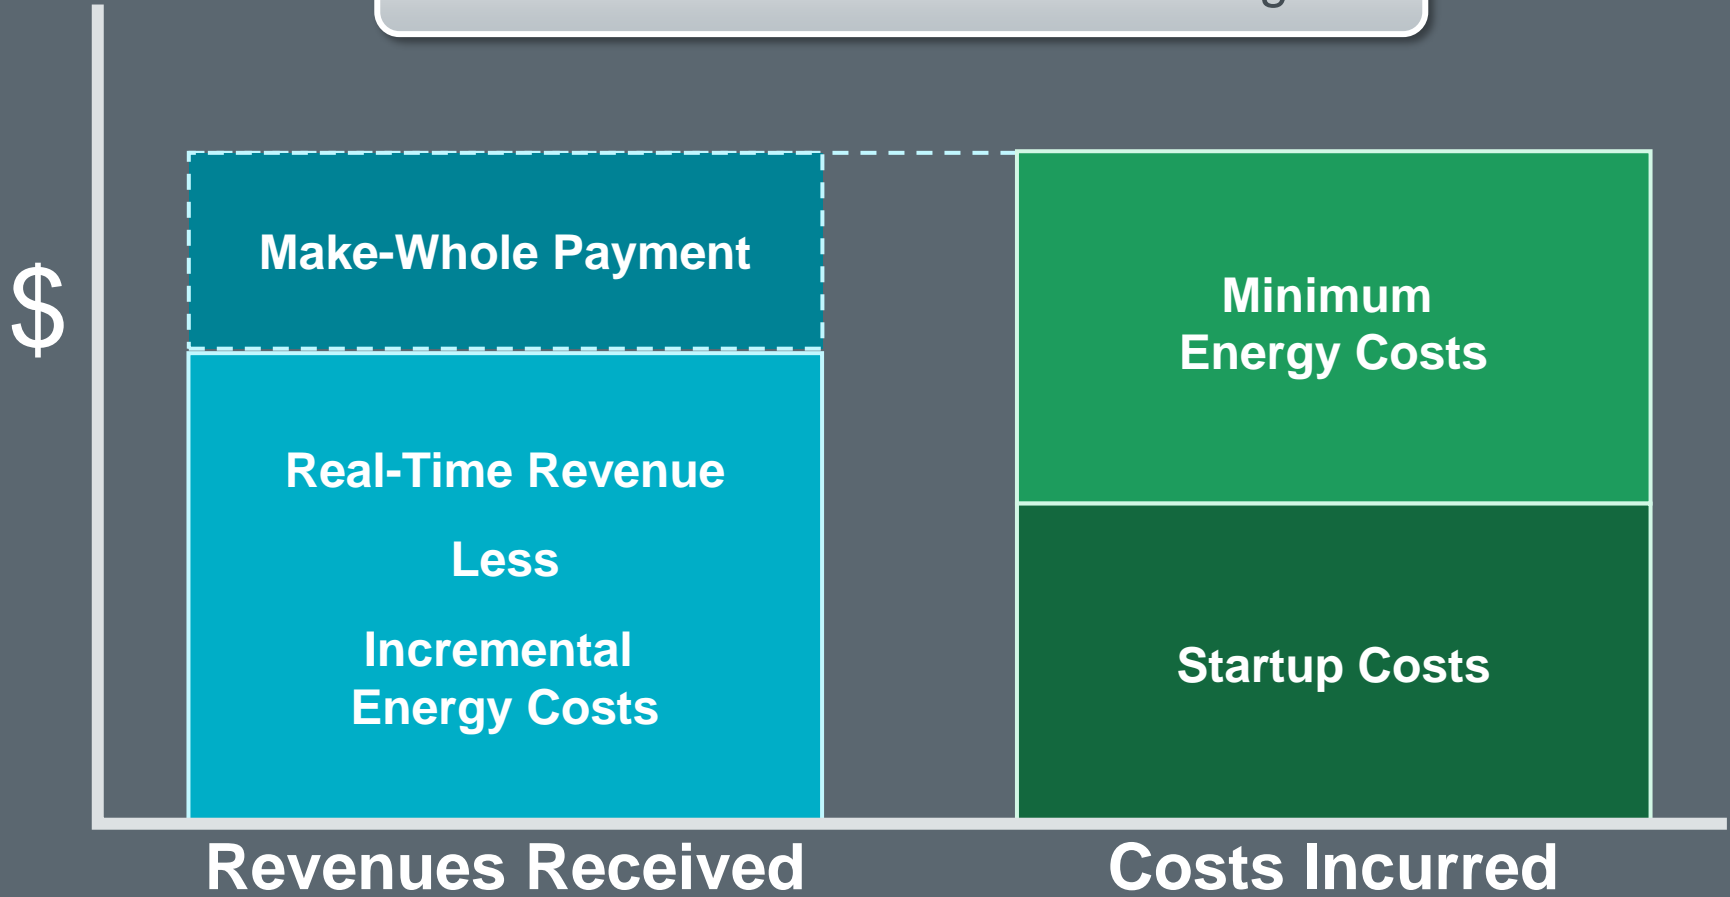 $
Make-Whole Payment
Real-Time Revenue
Less
Incremental
Energy Costs
Minimum
Energy Costs
Startup Costs
Revenues Received
Costs Incurred